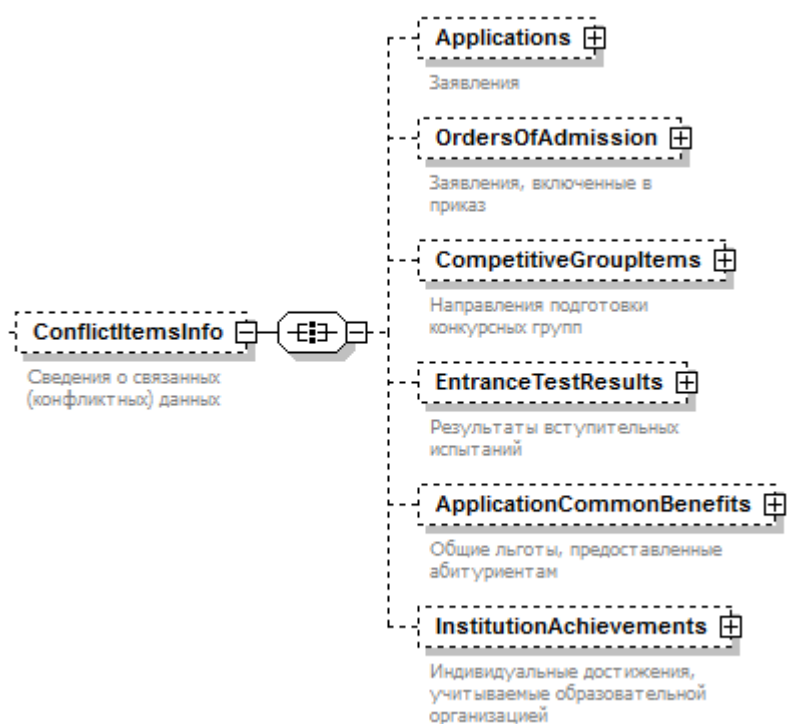 Applications
Заявления
OrdersOfAdmission
Заявления, включенные в
приказ
CompetitiveGroupItems
Направления подготовки
конкурсных групп
ConflictItemsInfo
Сведения о связанных
(конфликтных) данных
EntranceTestResults
Результаты вступительных
испытаний
ApplicationCommonBenefits
Общие льготы, предоставленные
абитуриентам
InstitutionAchievements
Индивидуальные достижения,
учитываемые образовательной
организацией